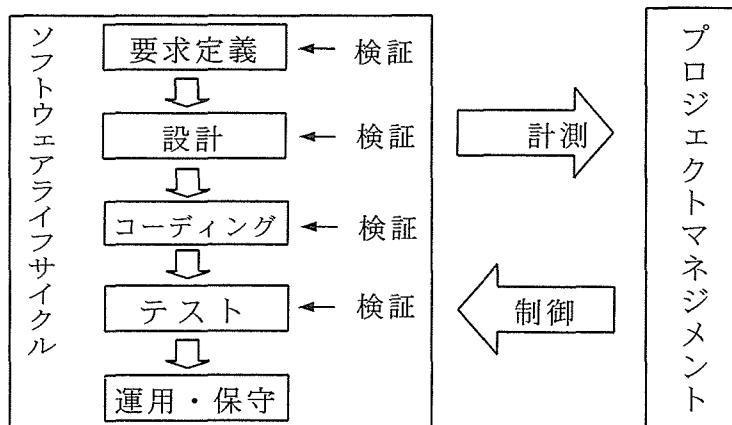 ソフトウェアライフサイクル
要求定義
検証
設計
検証
コーディング
検証
テスト
検証
運用・保守
計測
制御
プロジェクトマネジメント